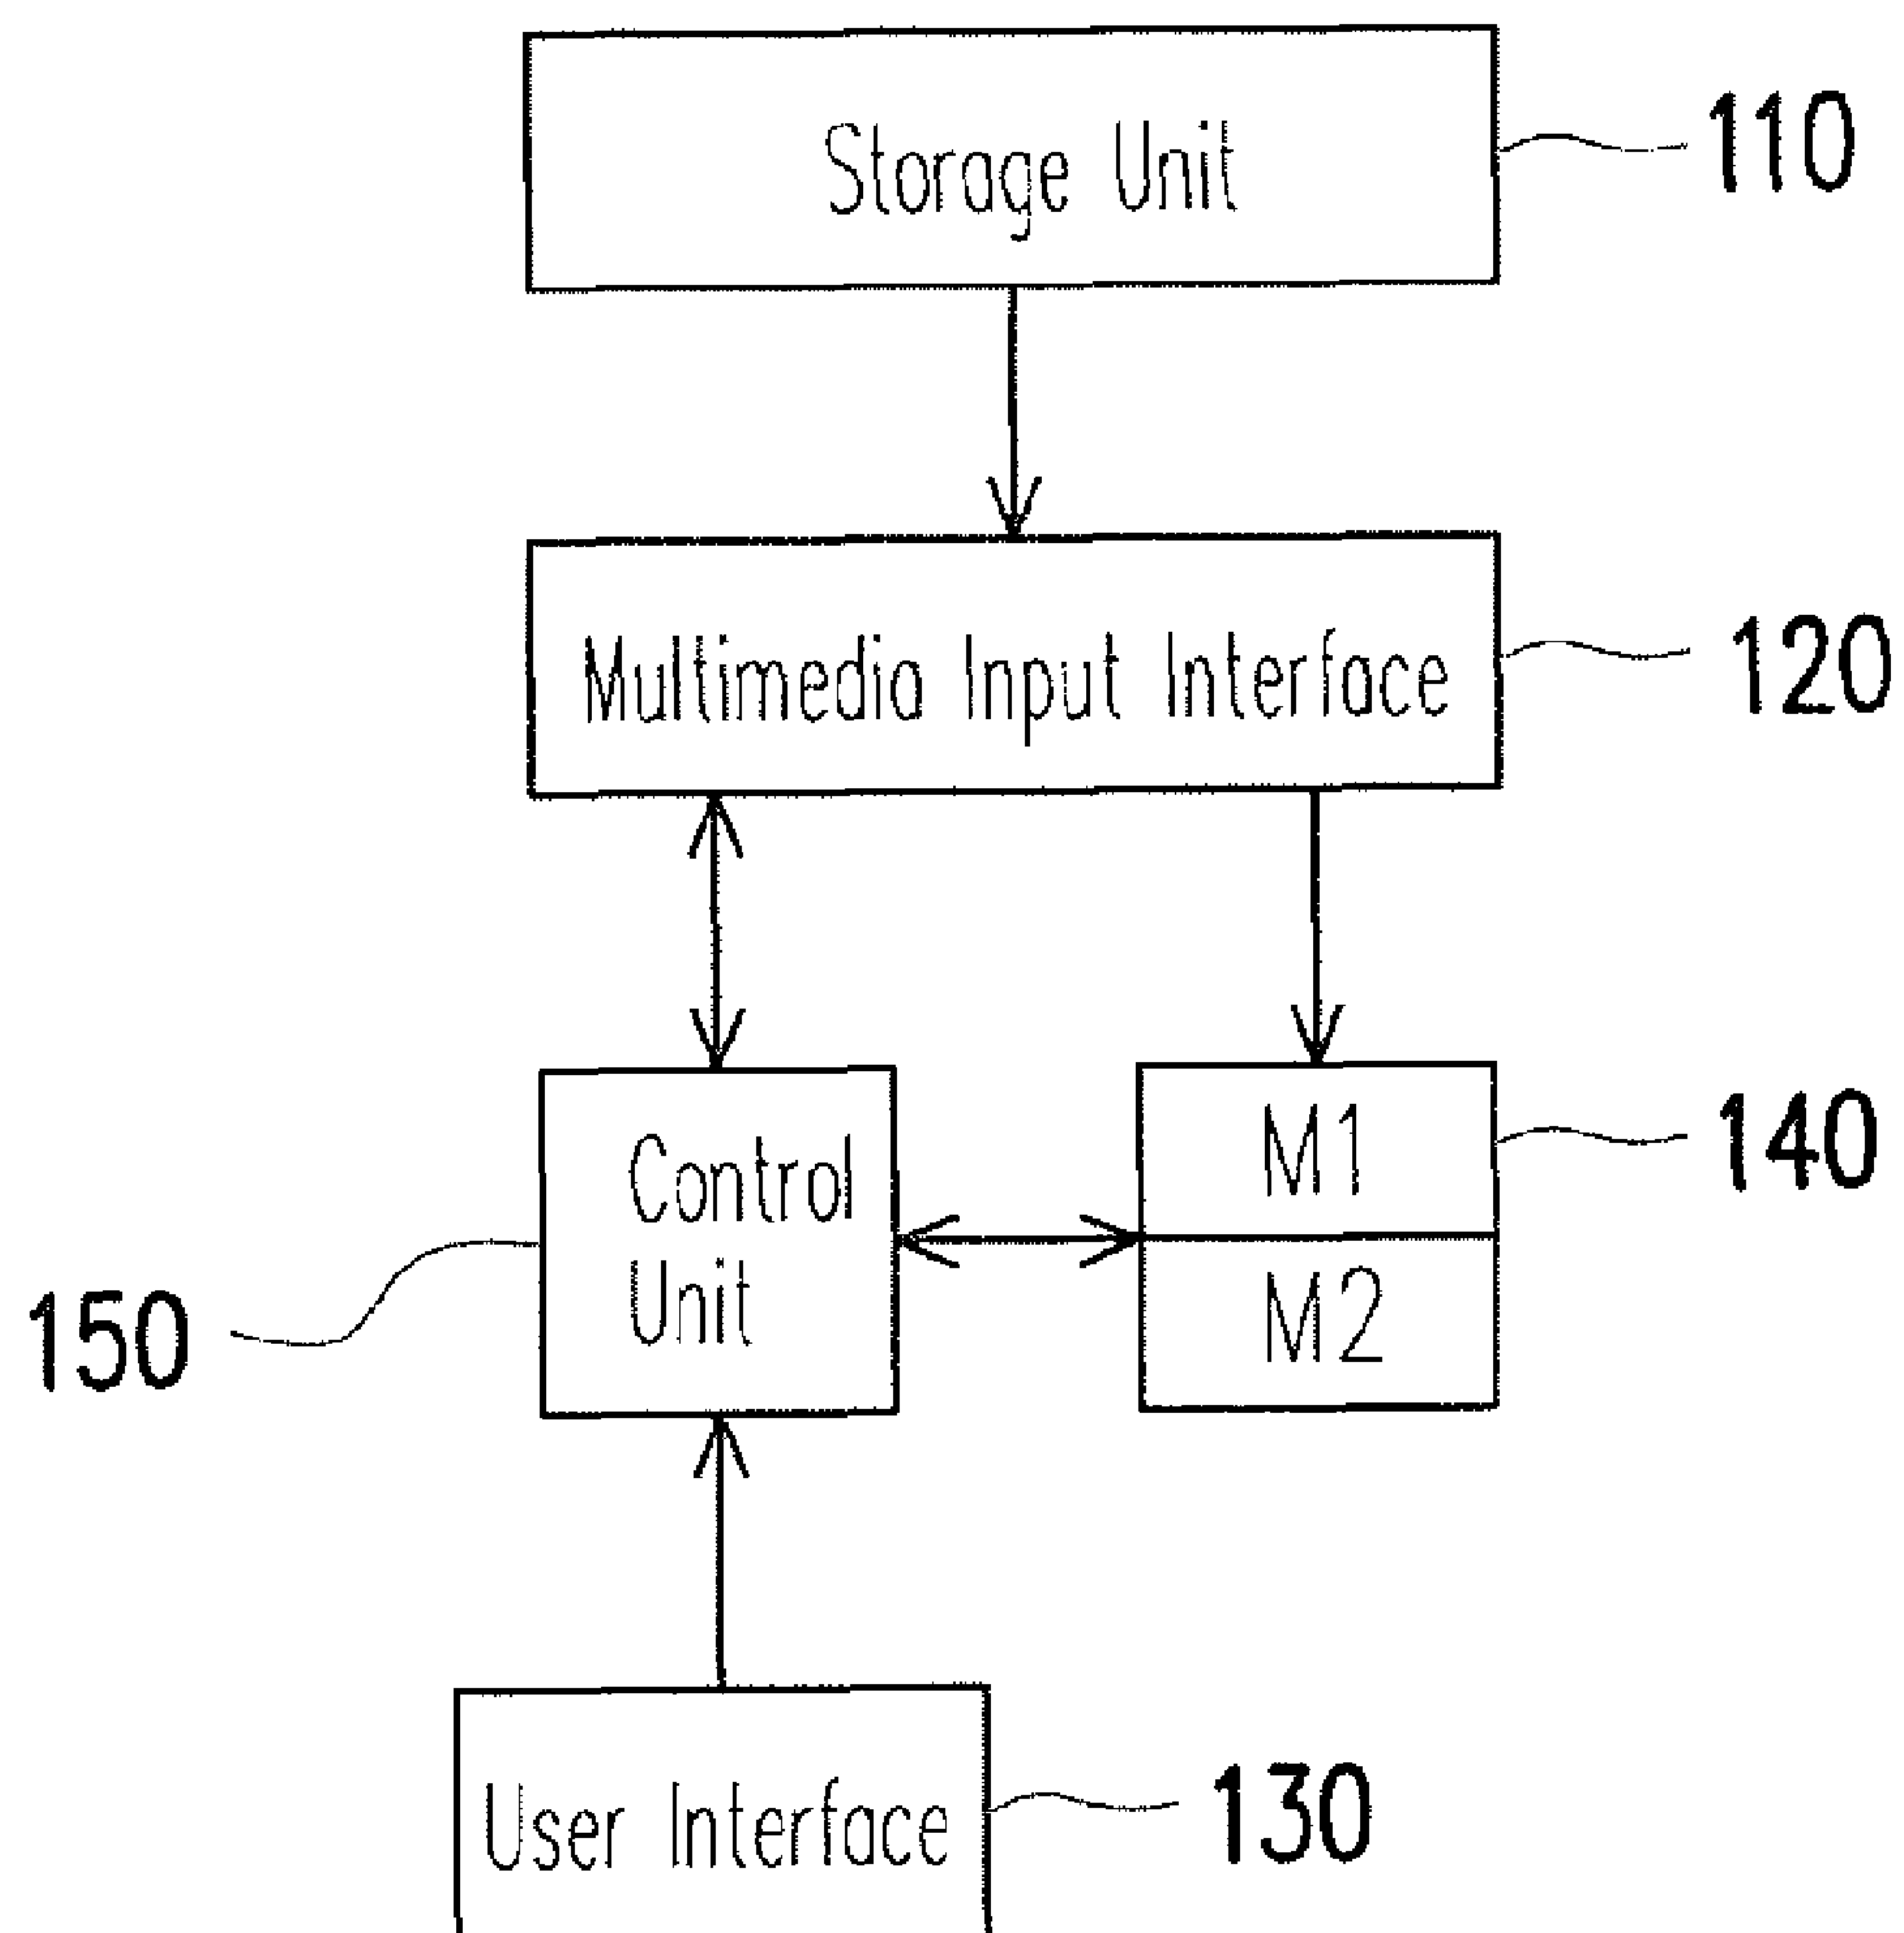 Storage Unit
110
Multimedia Input Interface
120
Control
Unit
150
M1
M2
140
User Interface
130